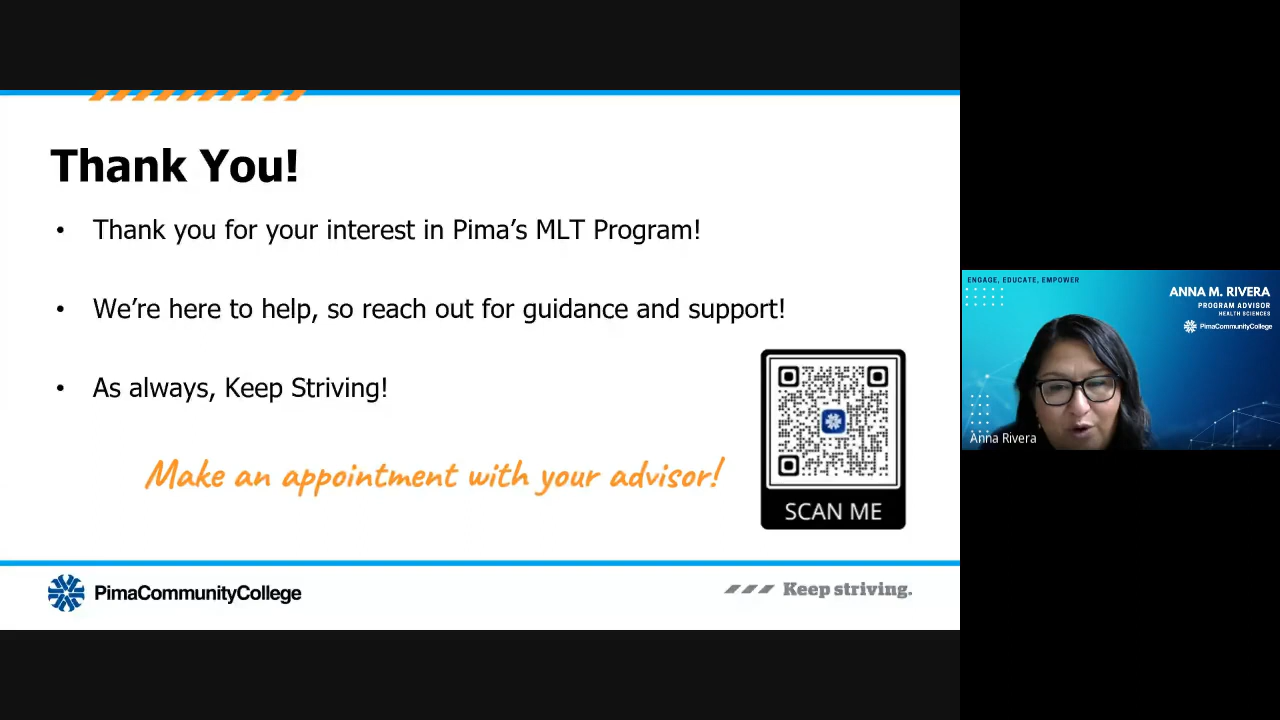 Thank You!
• Thank you for your interest in Pima’s MLT Program!
• We’re here to help, so reach out for guidance and support!
• As always, Keep Striving!
Make an appointment with your advisor!
SCAN ME
PimaCommunityCollege
Keep striving.
ENGAGE, EDUCATE, EMPOWER
ANNA M. RIVERA
PROGRAM ADVISOR
HEALTH SCIENCES
PimaCommunityCollege
Anna Rivera